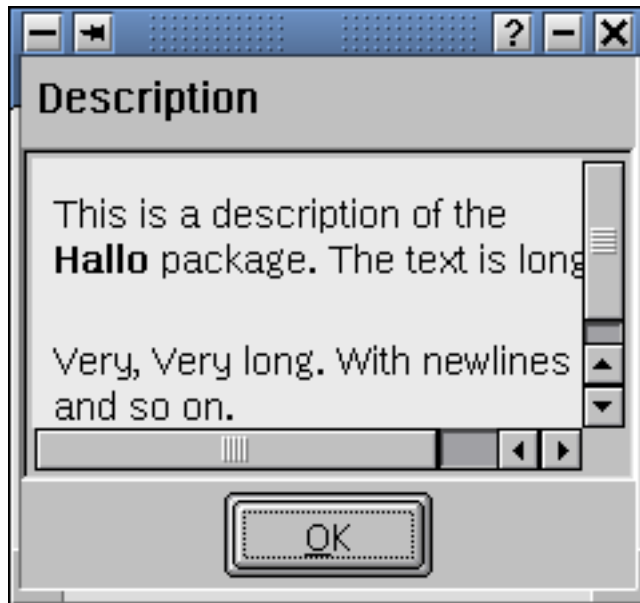 Description
This is a description of the
Hallo package. The text is long
Very, Very long. With newlines
and so on.
OK